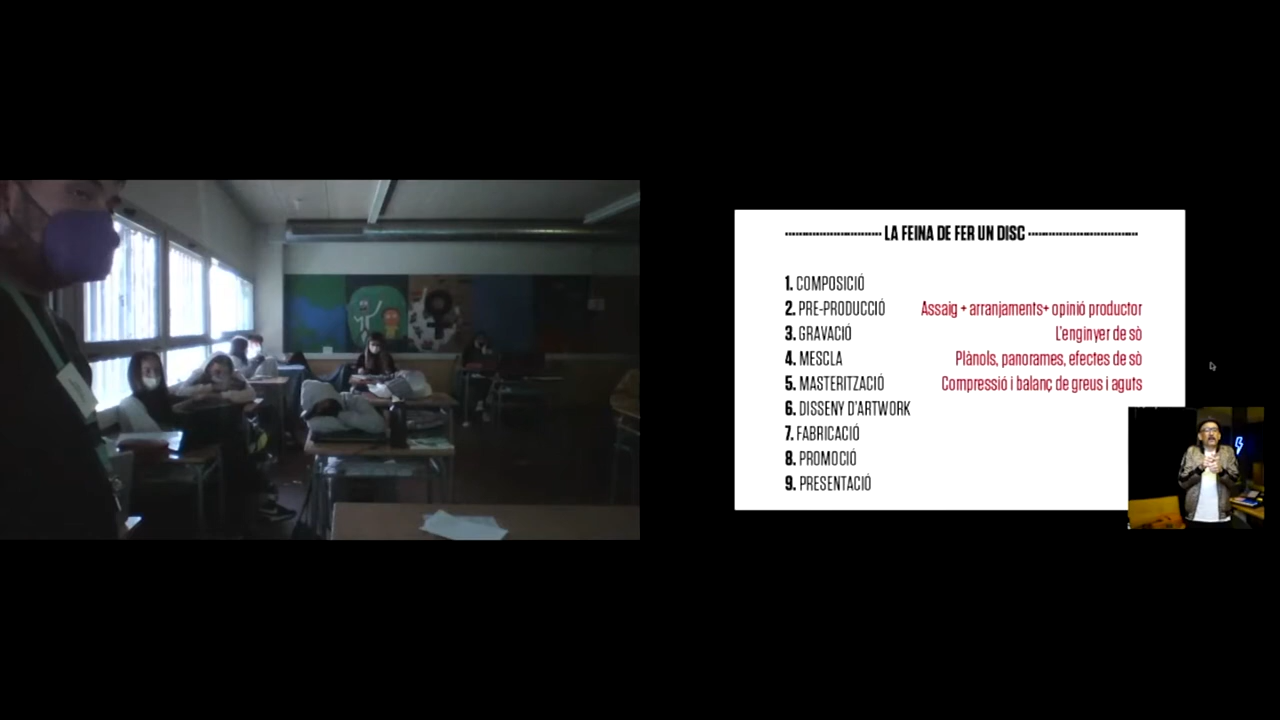 LA FEINA DE FER UN DISC
1. COMPOSICIÓ
2. PRE-PRODUCCIÓ Assaig + arranjaments+ opinió productor
3. GRAVACIÓ L'enginyer de sò
4. MESCLA Plànols, panorames, efectes de sò
5. MASTERITZACIÓ Compressió i balanç de greus i aguts
6. DISSENY D'ARTWORK
7. FABRICACIÓ
8. PROMOCIÓ
9. PRESENTACIÓ